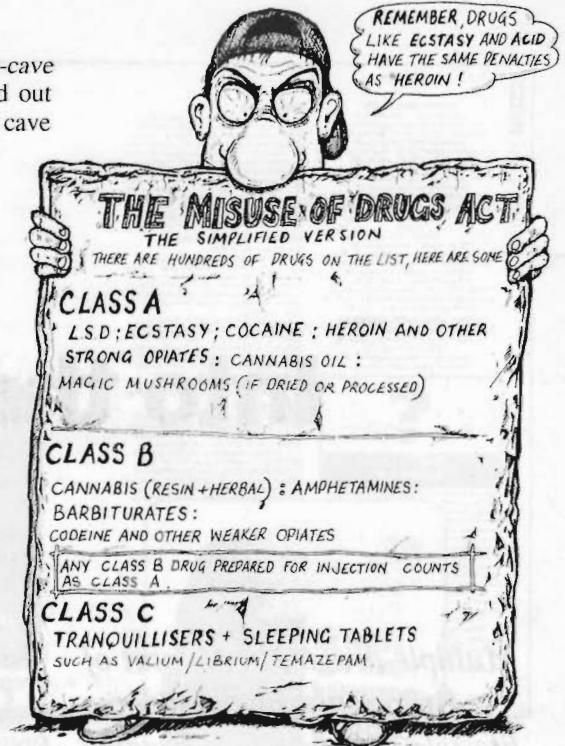 -cave
d out
cave
REMEMBER, DRUGS
LIKE ECSTASY AND ACID
HAVE THE SAME PENALTIES
AS HEROIN !
THE MISUSE OF DRUGS ACT
THE SIMPLIFIED VERSION
THERE ARE HUNDREDS OF DRUGS ON THE LIST, HERE ARE SOME
CLASS A
L.S.D ; ECSTASY ; COCAINE ; HEROIN AND OTHER
STRONG OPIATES : CANNABIS OIL :
MAGIC MUSHROOMS (IF DRIED OR PROCESSED)
CLASS B
CANNABIS (RESIN + HERBAL) : AMPHETAMINES :
BARBITURATES :
CODEINE AND OTHER WEAKER OPIATES
ANY CLASS B DRUG PREPARED FOR INJECTION COUNTS
AS CLASS A.
CLASS C
TRANQUILLISERS + SLEEPING TABLETS
SUCH AS VALIUM / LIBRIUM / TEMAZEPAM.